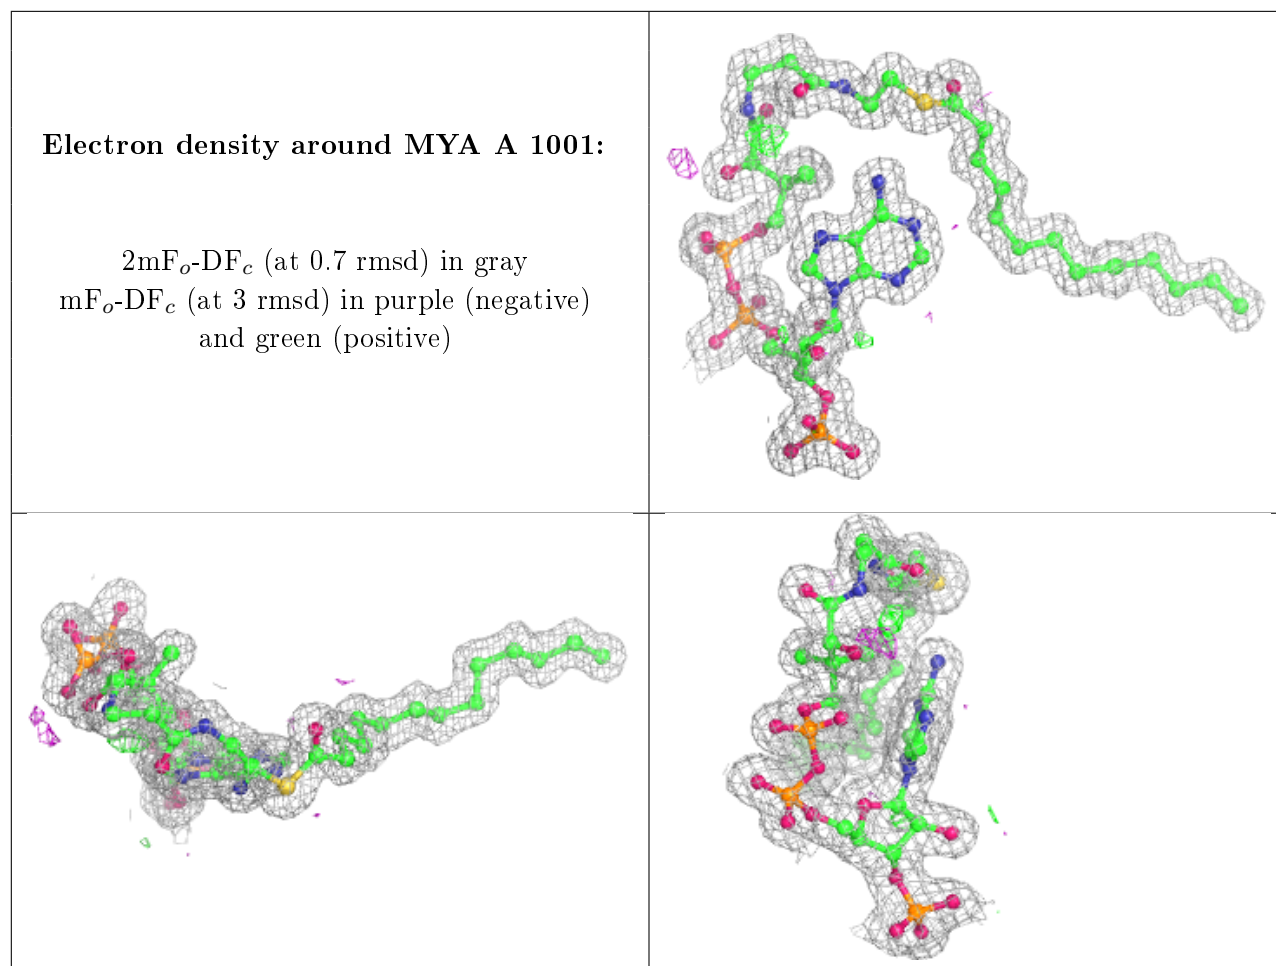 Electron density around MYA A 1001:
2mFo-DFc (at 0.7 rmsd) in gray
mFo-DFc (at 3 rmsd) in purple (negative)
and green (positive)